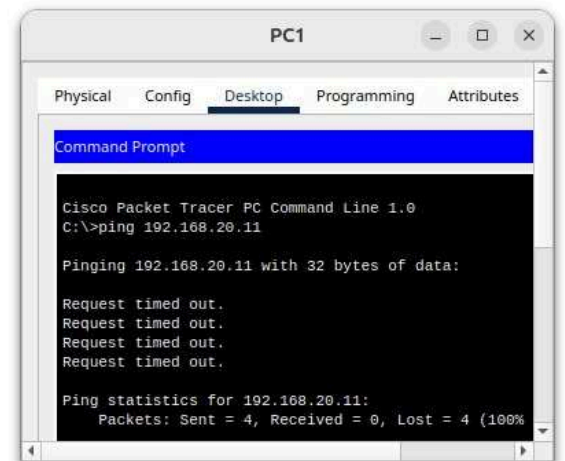 PC1
Physical Config Desktop Programming Attributes
Command Prompt
Cisco Packet Tracer PC Command Line 1.0
C:\>ping 192.168.20.11
Pinging 192.168.20.11 with 32 bytes of data:
Request timed out.
Request timed out.
Request timed out.
Request timed out.
Ping statistics for 192.168.20.11:
Packets: Sent = 4, Received = 0, Lost = 4 (100%